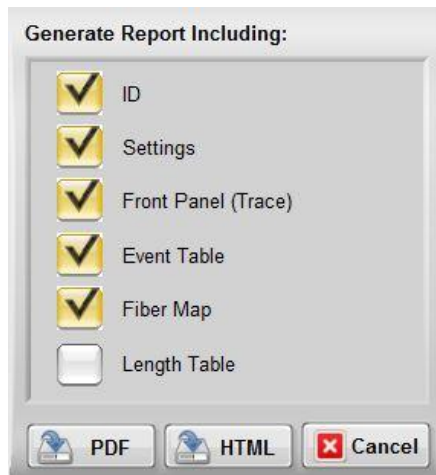 Generate Report Including:
ID
Settings
Front Panel (Trace)
Event Table
Fiber Map
Length Table
PDF HTML Cancel